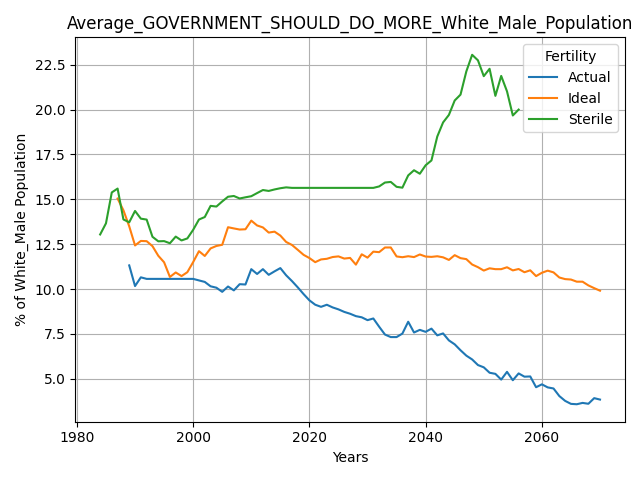 Average_GOVERNMENT_SHOULD_DO_MORE_White_Male_Population
Fertility
Actual
Ideal
Sterile
% of White_Male Population
22.5
20.0
17.5
15.0
12.5
10.0
7.5
5.0
1980 2000 2020 2040 2060
Years